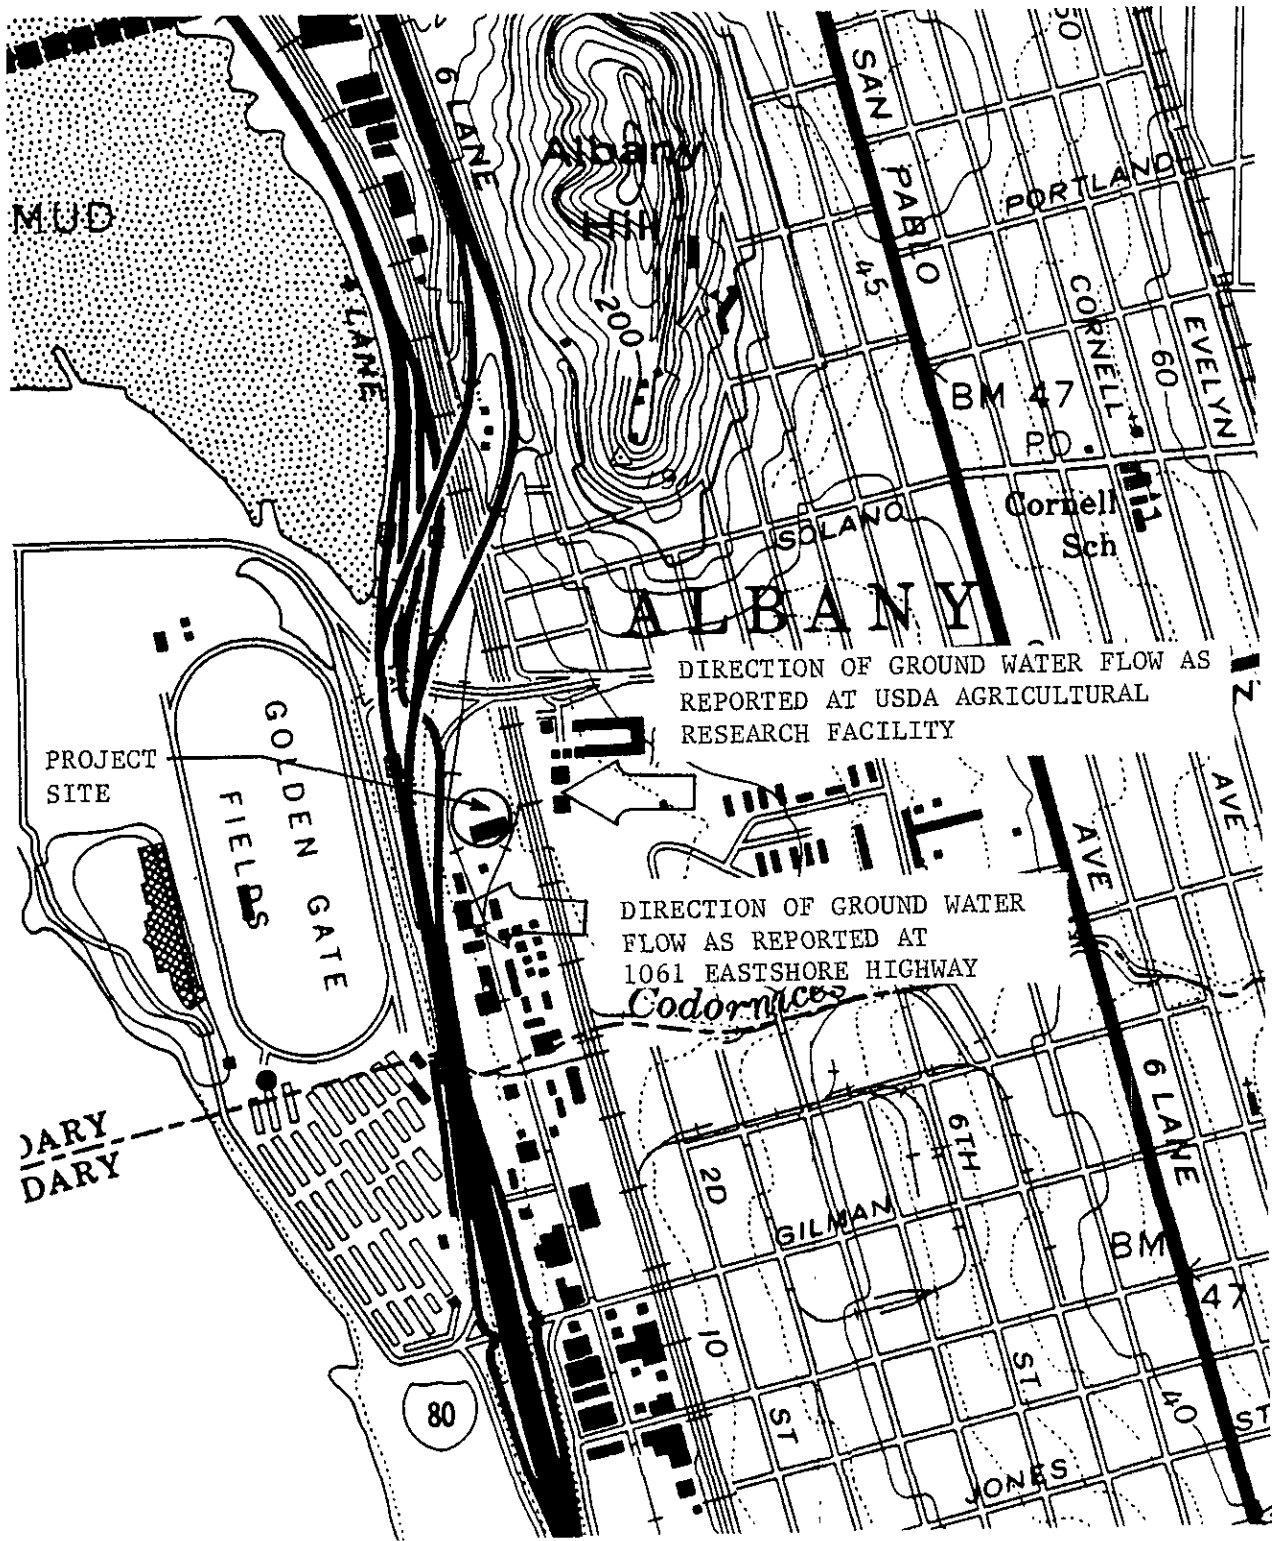 6 LANE
SAN PABLO
50
Albany
Hill
MUD
PORTLAND
45
4 LANE
200
CORNELL
60
EVELYN
BM 47
PO
Cornell
Sch
SOLANO
ALBANY
DIRECTION OF GROUND WATER FLOW AS
REPORTED AT USDA AGRICULTURAL
RESEARCH FACILITY
PROJECT
SITE
GOLDEN GATE
FIELDS
AVE
AVE
DIRECTION OF GROUND WATER
FLOW AS REPORTED AT
1061 EASTSHORE HIGHWAY
Codornices
6 LANE
DARY
6TH
2D
GILMAN
BM
47
10
ST
80
ST
40
ST
JONES